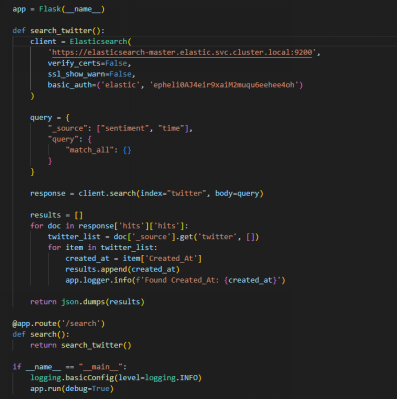 app = Flask(__name__)
def search_twitter():
client = Elasticsearch(
'https://elasticsearch-master.elastic.svc.cluster.local:9200',
verify_certs=False,
ssl_show_warn=False,
basic_auth=('elastic', 'epheli0AJ4eir9xaiM2muqu6eehee4oh')
)
query = {
"_source": ["sentiment", "time"],
"query": {
"match_all": {}
}
}
response = client.search(index="twitter", body=query)
results = []
for doc in response['hits']['hits']:
twitter_list = doc['_source'].get('twitter', [])
for item in twitter_list:
created_at = item['Created_At']
results.append(created_at)
app.logger.info(f'Found Created_At: {created_at}')
return json.dumps(results)
@app.route('/search')
def search():
return search_twitter()
if __name__ == "__main__":
logging.basicConfig(level=logging.INFO)
app.run(debug=True)